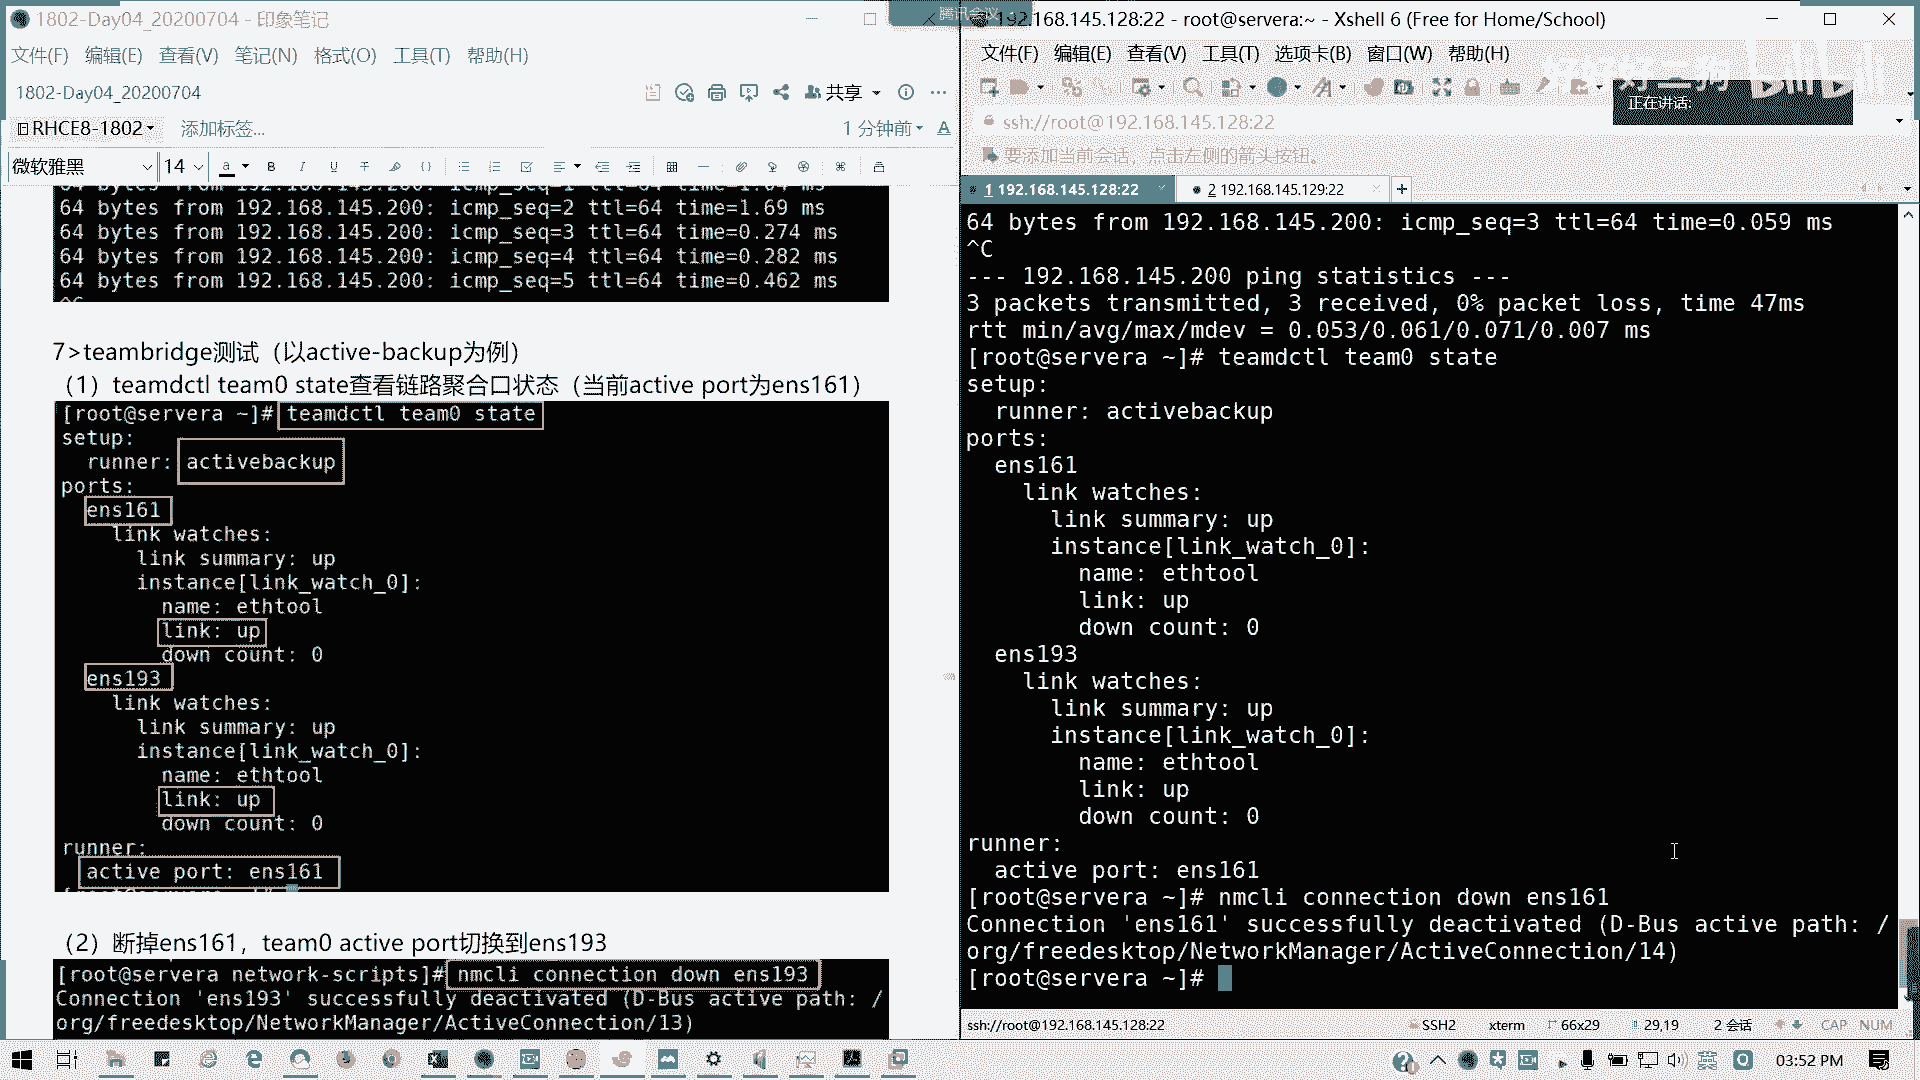 1802-Day04_20200704 - 印象笔记
文件(F) 编辑(E) 查看(V) 笔记(N) 格式(O) 工具(T) 帮助(H)
1802-Day04_20200704
共享
RHCE8-1802
添加标签...
1 分钟前
微软雅黑 14
64 bytes from 192.168.145.200: icmp_seq=1 ttl=64 time=1.04 ms
64 bytes from 192.168.145.200: icmp_seq=2 ttl=64 time=1.69 ms
64 bytes from 192.168.145.200: icmp_seq=3 ttl=64 time=0.274 ms
64 bytes from 192.168.145.200: icmp_seq=4 ttl=64 time=0.282 ms
64 bytes from 192.168.145.200: icmp_seq=5 ttl=64 time=0.462 ms
7>teambridge测试（以active-backup为例）
（1）teamdctl team0 state查看链路聚合口状态（当前active port为ens161）
[root@servera ~]# teamdctl team0 state
setup:
runner: activebackup
ports:
ens161
link watches:
link summary: up
instance[link_watch_0]:
name: ethtool
link: up
down count: 0
ens193
link watches:
link summary: up
instance[link_watch_0]:
name: ethtool
link: up
down count: 0
runner:
active port: ens161
（2）断掉ens161，team0 active port切换到ens193
[root@servera network-scripts]# nmcli connection down ens193
Connection 'ens193' successfully deactivated (D-Bus active path: /
org/freedesktop/NetworkManager/ActiveConnection/13)
腾讯会议
192.168.145.128:22 - root@servera:~ - Xshell 6 (Free for Home/School)
文件(F) 编辑(E) 查看(V) 工具(T) 选项卡(B) 窗口(W) 帮助(H)
正在讲话:
ssh://root@192.168.145.128:22
要添加当前会话，点击左侧的箭头按钮。
1 192.168.145.128:22
2 192.168.145.129:22
64 bytes from 192.168.145.200: icmp_seq=3 ttl=64 time=0.059 ms
^C
--- 192.168.145.200 ping statistics ---
3 packets transmitted, 3 received, 0% packet loss, time 47ms
rtt min/avg/max/mdev = 0.053/0.061/0.071/0.007 ms
[root@servera ~]# teamdctl team0 state
setup:
runner: activebackup
ports:
ens161
link watches:
link summary: up
instance[link_watch_0]:
name: ethtool
link: up
down count: 0
ens193
link watches:
link summary: up
instance[link_watch_0]:
name: ethtool
link: up
down count: 0
runner:
active port: ens161
[root@servera ~]# nmcli connection down ens161
Connection 'ens161' successfully deactivated (D-Bus active path: /
org/freedesktop/NetworkManager/ActiveConnection/14)
[root@servera ~]#
ssh://root@192.168.145.128:22
SSH2 xterm 66x29 29,19 2 会话 CAP NUM
英
03:52 PM